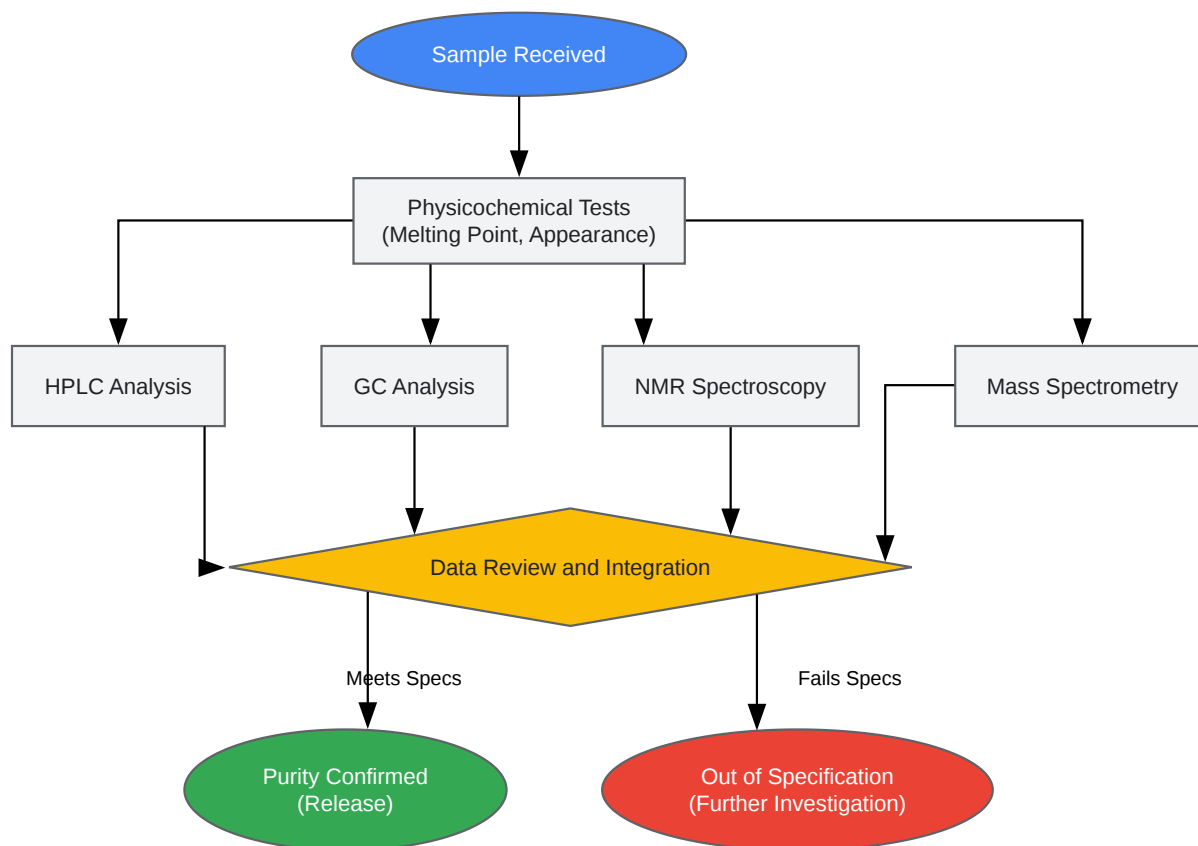 Sample Received
Physicochemical Tests
(Melting Point, Appearance)
HPLC Analysis
GC Analysis
NMR Spectroscopy
Mass Spectrometry
Data Review and Integration
Meets Specs
Fails Specs
Purity Confirmed
(Release)
Out of Specification
(Further Investigation)